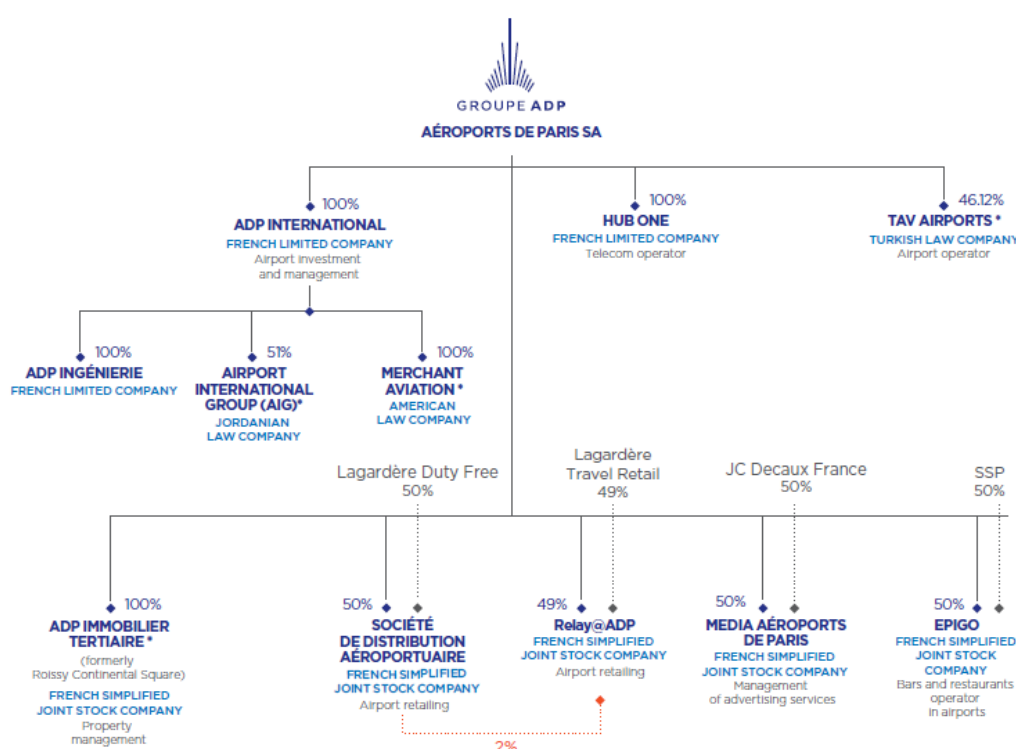 GROUPE ADP
AÉROPORTS DE PARIS SA
100%
ADP INTERNATIONAL
FRENCH LIMITED COMPANY
Airport investment
and management
100%
HUB ONE
FRENCH LIMITED COMPANY
Telecom operator
46.12%
TAV AIRPORTS *
TURKISH LAW COMPANY
Airport operator
100%
ADP INGÉNIERIE
FRENCH LIMITED COMPANY
51%
AIRPORT
INTERNATIONAL
GROUP (AIG)*
JORDANIAN
LAW COMPANY
100%
MERCHANT
AVIATION *
AMERICAN
LAW COMPANY
Lagardère Duty Free
50%
Lagardère
Travel Retail
49%
JC Decaux France
50%
SSP
50%
100%
ADP IMMOBILIER
TERTIAIRE *
(formerly
Roissy Continental Square)
FRENCH SIMPLIFIED
JOINT STOCK COMPANY
Property
management
50%
SOCIÉTÉ
DE DISTRIBUTION
AÉROPORTUAIRE
FRENCH SIMPLIFIED
JOINT STOCK COMPANY
Airport retailing
49%
Relay@ADP
FRENCH SIMPLIFIED
JOINT STOCK COMPANY
Airport retailing
50%
MEDIA AÉROPORTS
DE PARIS
FRENCH SIMPLIFIED
JOINT STOCK COMPANY
Management
of advertising services
50%
EPIGO
FRENCH SIMPLIFIED
JOINT STOCK
COMPANY
Bars and restaurants
operator
in airports
2%